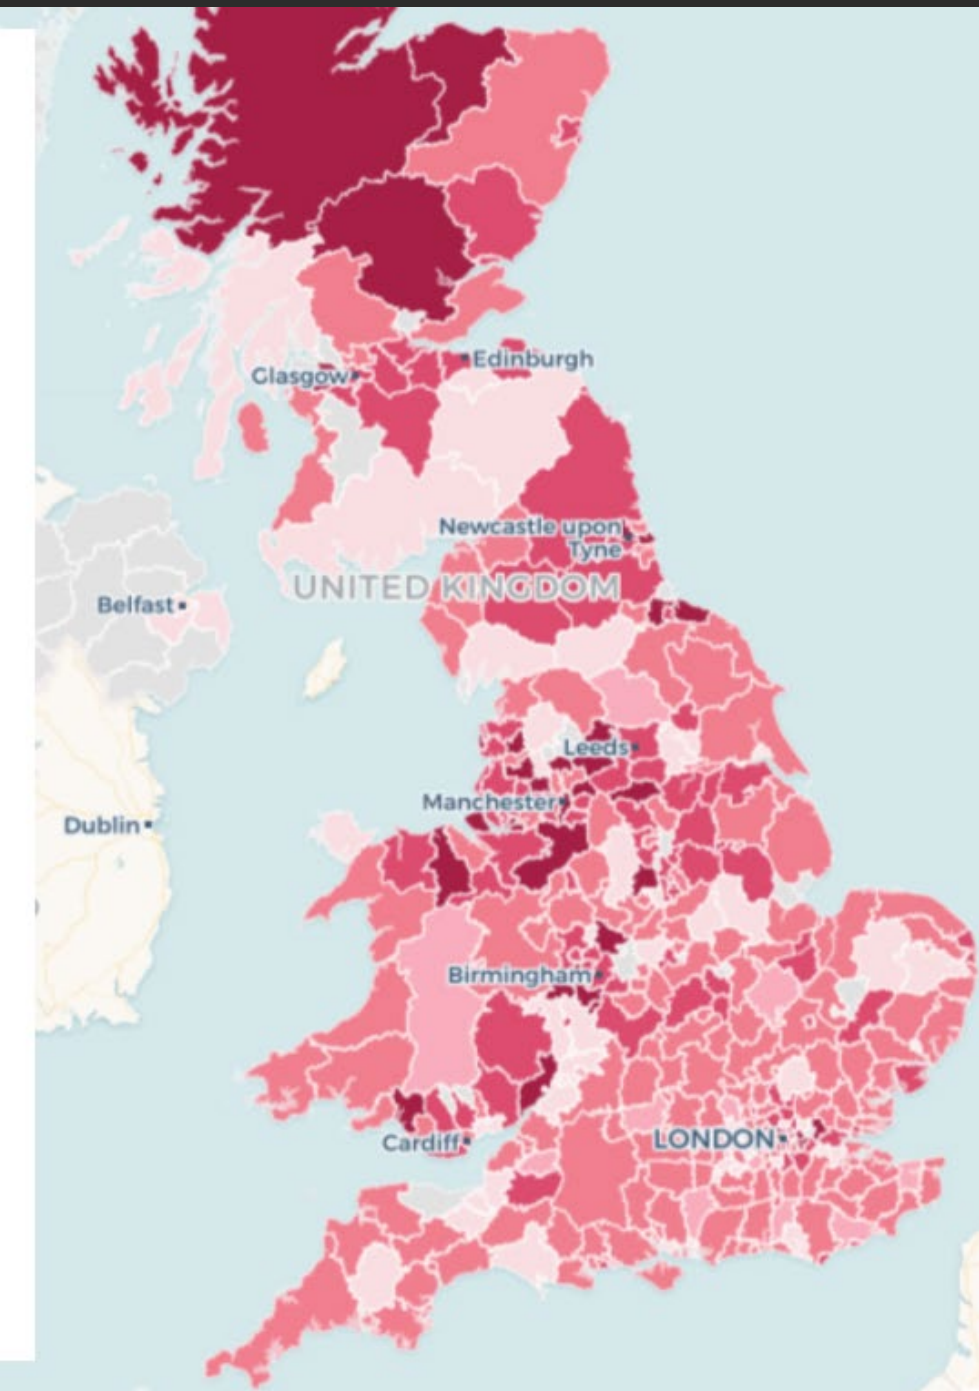 Edinburgh
Glasgow
Newcastle upon
Tyne
UNITED KINGDOM
Belfast
Leeds
Manchester
Dublin
Birmingham
LONDON
Cardiff